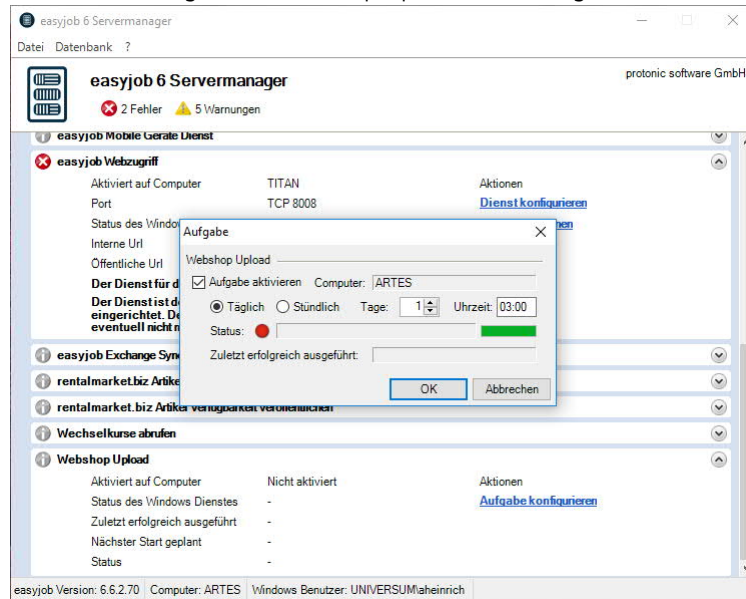 easyjob 6 Servermanager
Datei Datenbank ?
easyjob 6 Servermanager
protonic software GmbH
2 Fehler 5 Warnungen
easyjob Mobile Geräte Dienst
easyjob Webzugriff
Aktiviert auf Computer TITAN Aktionen
Port TCP 8008 Dienst konfigurieren
Status des
Interne Url
Öffentliche Url
Der Dienst für
Der Dienst ist
eingerichtet.
eventuell nicht
Aufgabe
Webshop Upload
Aufgabe aktivieren Computer: ARTES
Täglich Stündlich Tage: 1 Uhrzeit: 03:00
Status:
Zuletzt erfolgreich ausgeführt:
OK Abbrechen
easyjob Exchange
rentalmarket.biz
rentalmarket.biz Artikel Verfügbarkeit veröffentlichen
Wechselkurse abrufen
Webshop Upload
Aktiviert auf Computer Nicht aktiviert Aktionen
Status des Windows Dienstes - Aufgabe konfigurieren
Zuletzt erfolgreich ausgeführt -
Nächster Start geplant -
Status -
easyjob Version: 6.6.2.70 Computer: ARTES Windows Benutzer: UNIVERSUM\aheinrich